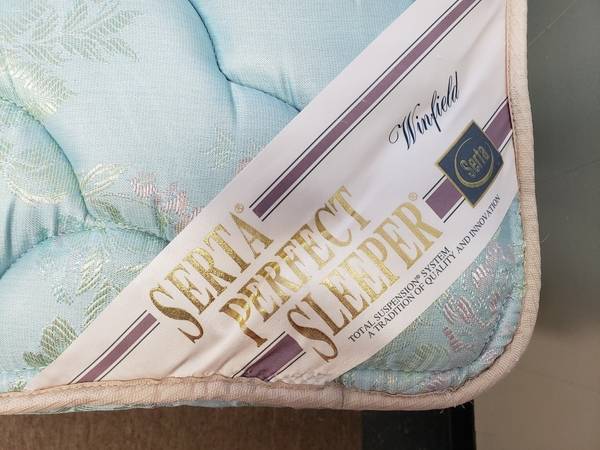 Winfield
Serta
SERTA®
PERFECT
SLEEPER®
TOTAL SUSPENSION® SYSTEM
A TRADITION OF QUALITY AND INNOVATION